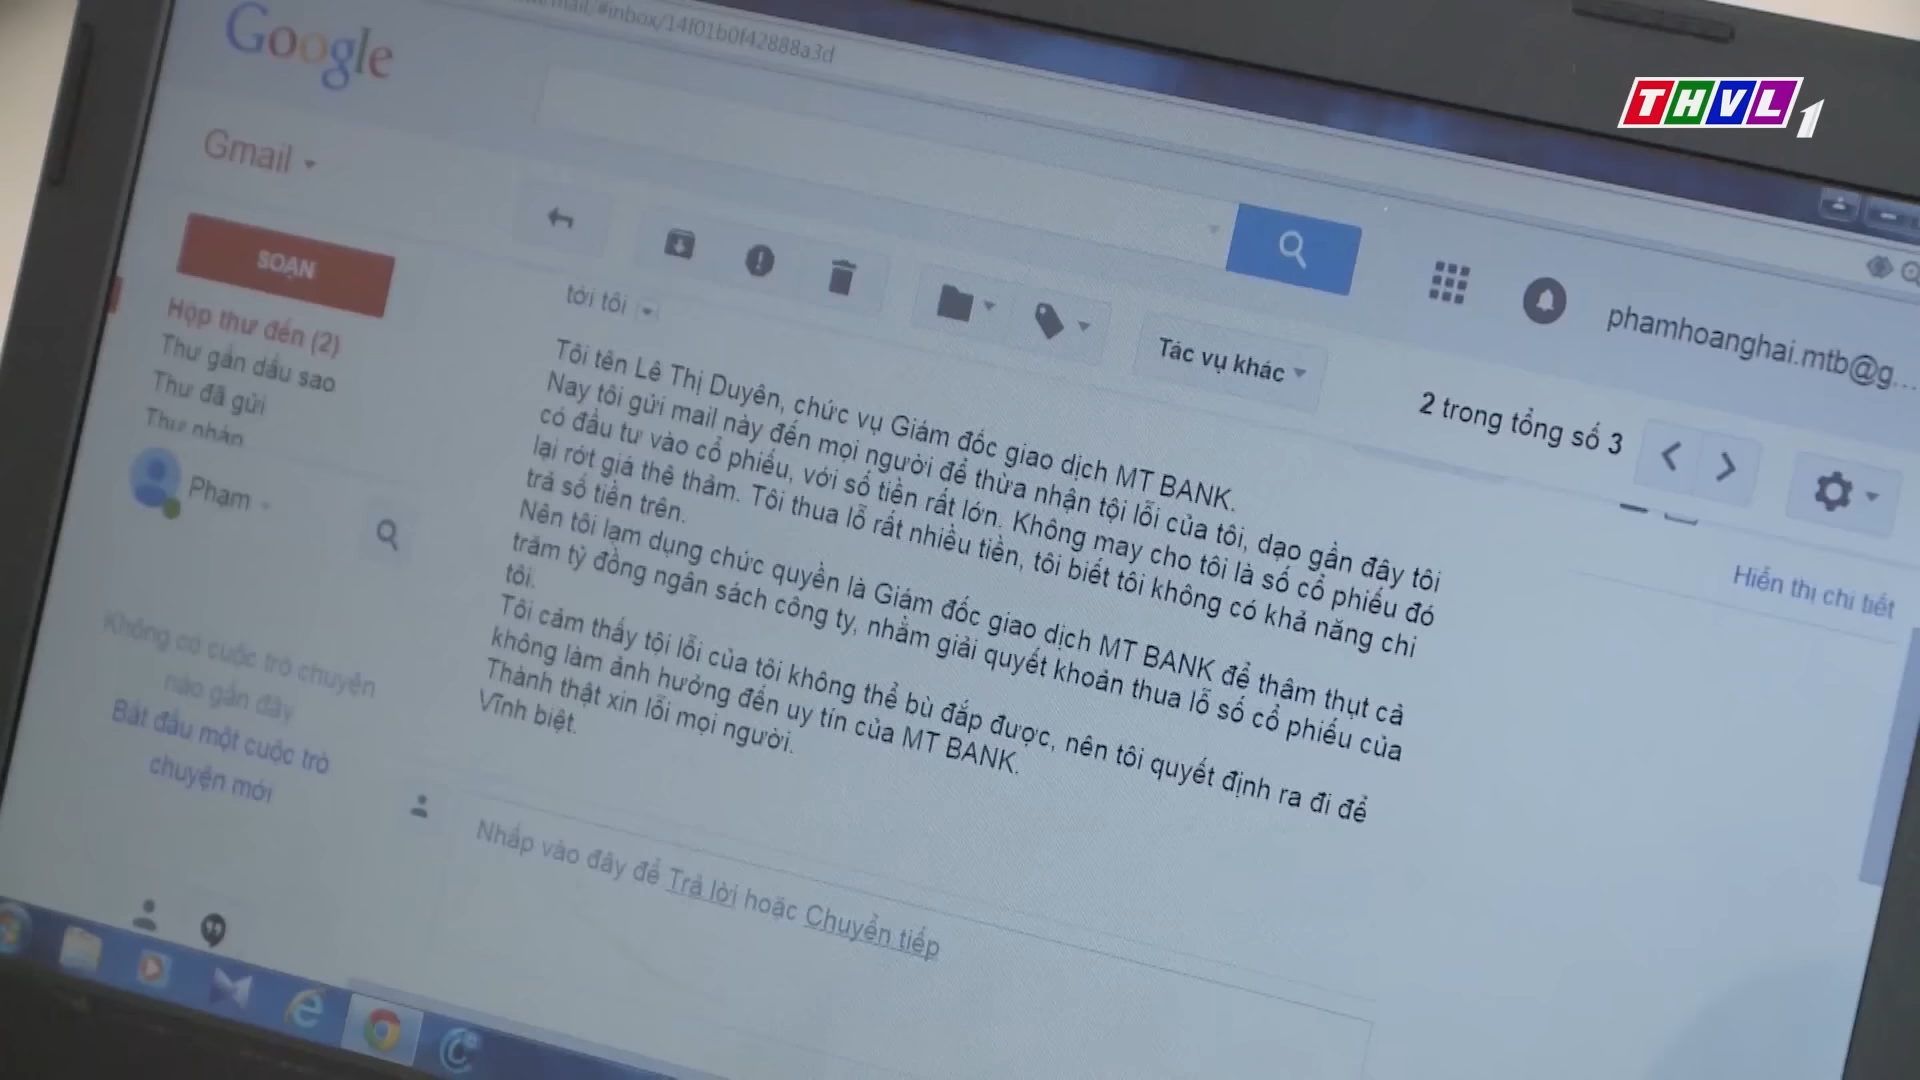 Google
mail/#inbox/14f01b0f42888a3d
THVL1
Gmail
SOẠN
Hộp thư đến (2)
Thư gắn dấu sao
Thư đã gửi
Thư nháp
Phạm
Không có cuộc trò chuyện
nào gần đây
Bắt đầu một cuộc trò
chuyện mới
phamhoanghai.mtb@g...
Tác vụ khác
2 trong tổng số 3
tới tôi
Hiển thị chi tiết
Tôi tên Lê Thị Duyên, chức vụ Giám đốc giao dịch MT BANK.
Nay tôi gửi mail này đến mọi người để thừa nhận tội lỗi của tôi, dạo gần đây tôi
có đầu tư vào cổ phiếu, với số tiền rất lớn. Không may cho tôi là số cổ phiếu đó
lại rớt giá thê thảm. Tôi thua lỗ rất nhiều tiền, tôi biết tôi không có khả năng chi
trả số tiền trên.
Nên tôi lạm dụng chức quyền là Giám đốc giao dịch MT BANK để thâm thụt cả
trăm tỷ đồng ngân sách công ty, nhằm giải quyết khoản thua lỗ số cổ phiếu của
tôi.
Tôi cảm thấy tội lỗi của tôi không thể bù đắp được, nên tôi quyết định ra đi để
không làm ảnh hưởng đến uy tín của MT BANK.
Thành thật xin lỗi mọi người.
Vĩnh biệt.
Nhấp vào đây để Trả lời hoặc Chuyển tiếp